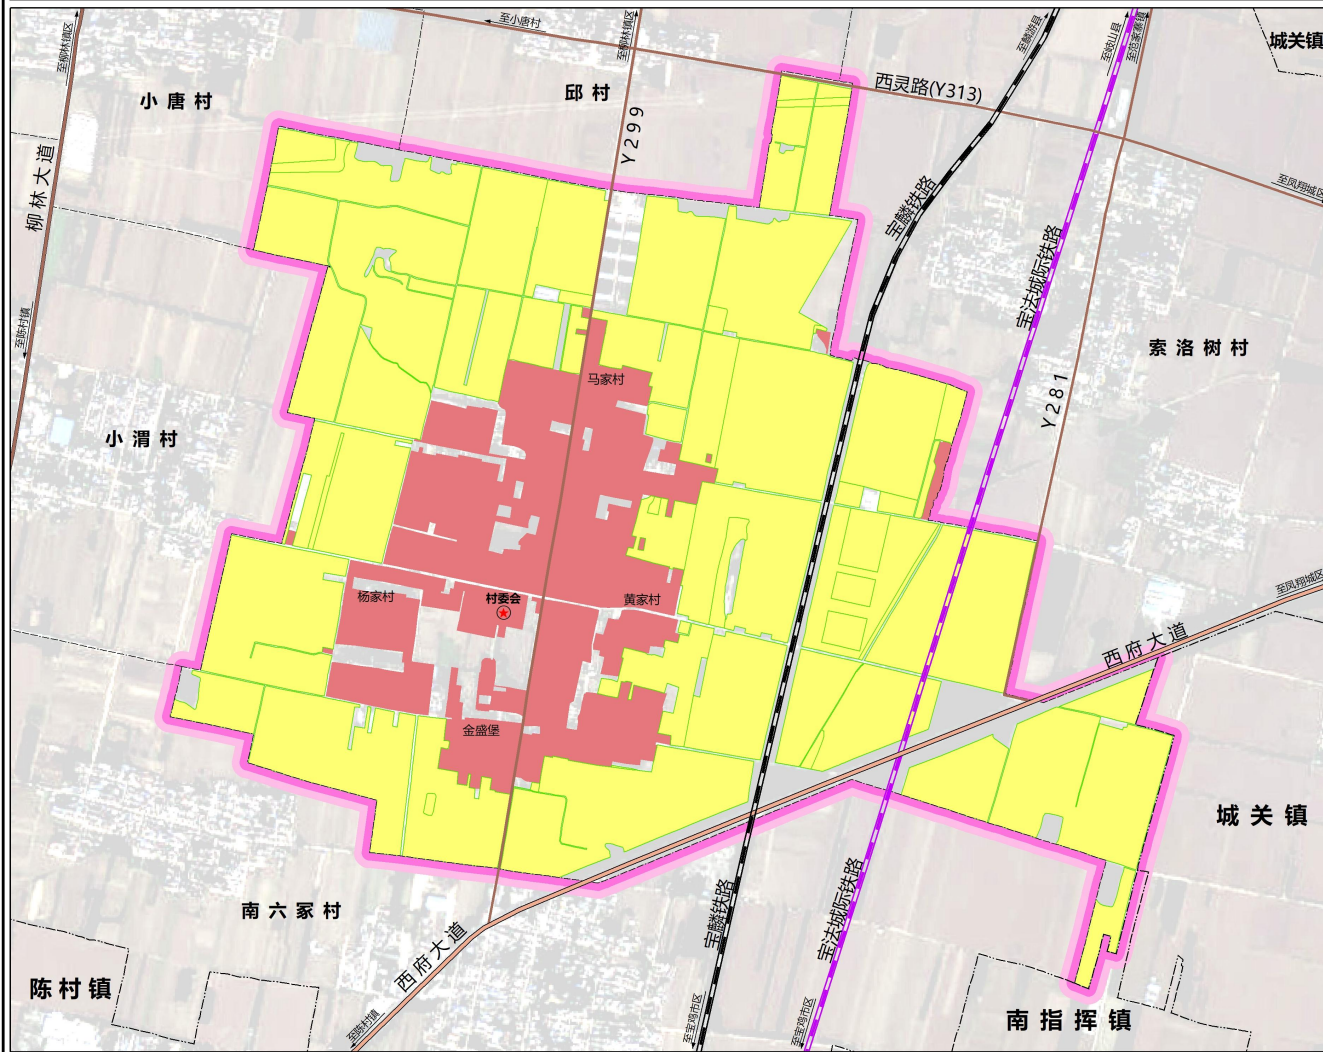 至小唐村
至柳林镇区
至柳林镇区
至麟游县
至岐山县
至范家寨镇
城关镇
小唐村
邱村
西灵路(Y313)
Y299
柳林大道
至凤翔城区
宝麟铁路
宝法城际铁路
至陈村镇
索洛树村
马家村
Y281
小渭村
至凤翔城区
杨家村
村委会
黄家村
西府大道
金盛堡
城关镇
宝麟铁路
宝法城际铁路
南六冢村
西府大道
陈村镇
至陈村镇
至宝鸡市区
至宝鸡市区
南指挥镇